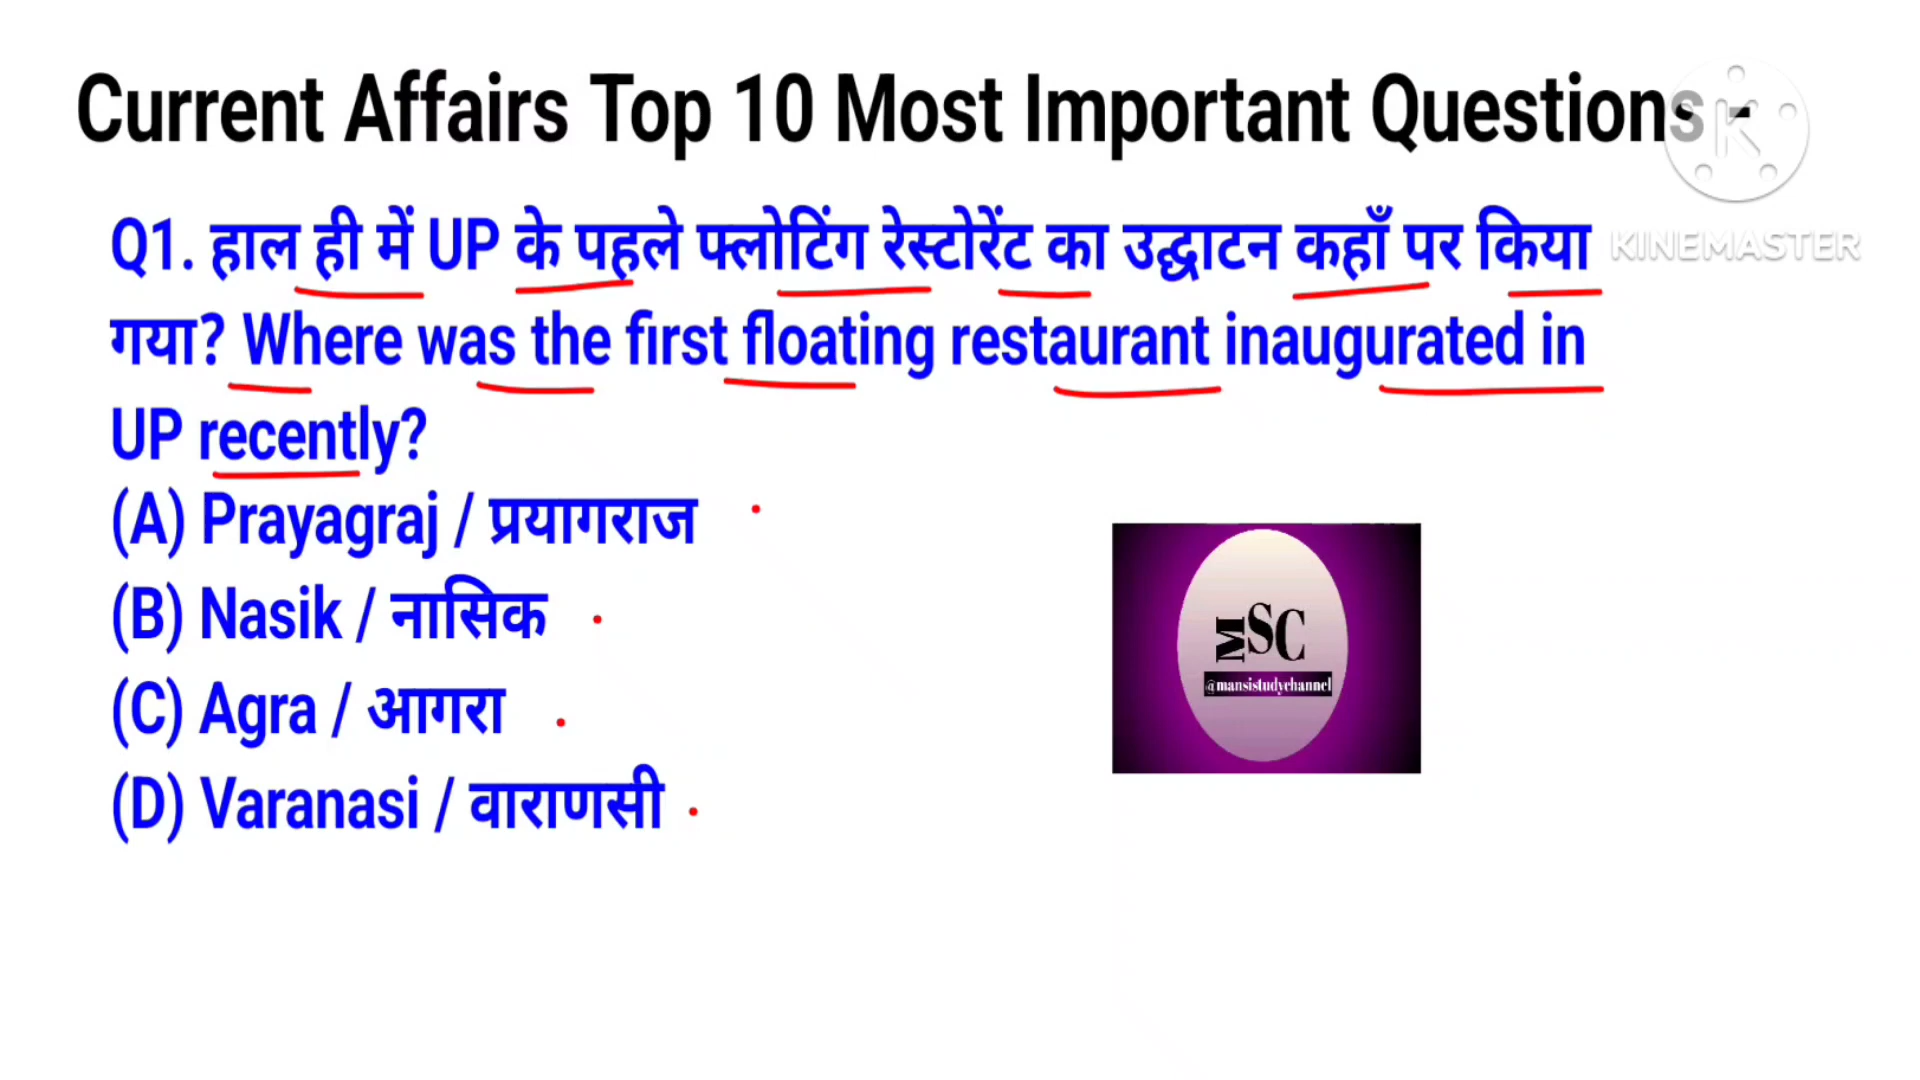 Current Affairs Top 10 Most Important Questions -
Q1. हाल ही में UP के पहले फ्लोटिंग रेस्टोरेंट का उद्घाटन कहाँ पर किया
KINEMASTER
गया? Where was the first floating restaurant inaugurated in
UP recently?
(A) Prayagraj / प्रयागराज
(B) Nasik / नासिक
(C) Agra / आगरा
(D) Varanasi / वाराणसी
MSC
@mansistudychannel